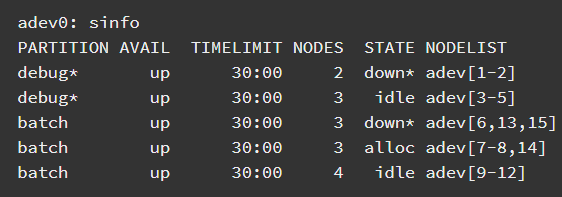 adev0: sinfo
PARTITION AVAIL  TIMELIMIT NODES  STATE NODELIST
debug*       up      30:00     2  down* adev[1-2]
debug*       up      30:00     3   idle adev[3-5]
batch        up      30:00     3  down* adev[6,13,15]
batch        up      30:00     3  alloc adev[7-8,14]
batch        up      30:00     4   idle adev[9-12]